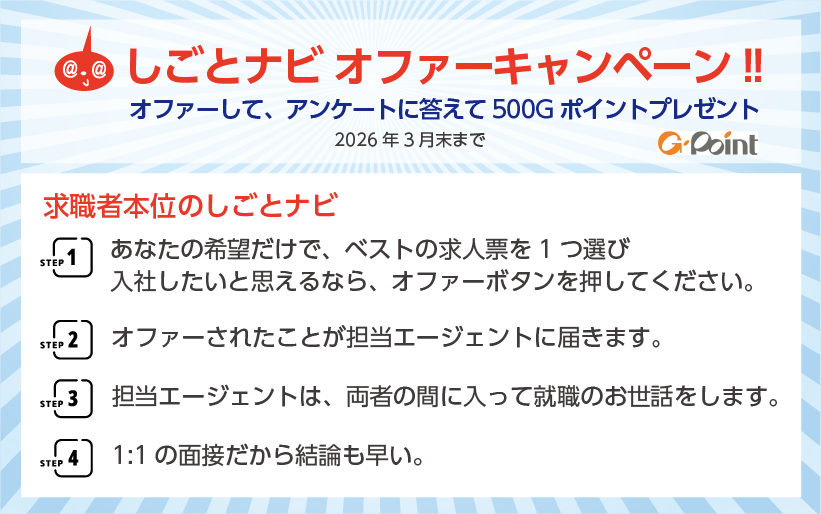 @ @ しごとナビ オファーキャンペーン!!
オファーして、アンケートに答えて 500G ポイントプレゼント
2026 年 3 月末まで
G-Point
求職者本位のしごとナビ
STEP 1
あなたの希望だけで、ベストの求人票を 1 つ選び
入社したいと思えるなら、オファーボタンを押してください。
STEP 2
オファーされたことが担当エージェントに届きます。
STEP 3
担当エージェントは、両者の間に入って就職のお世話をします。
STEP 4
1:1 の面接だから結論も早い。